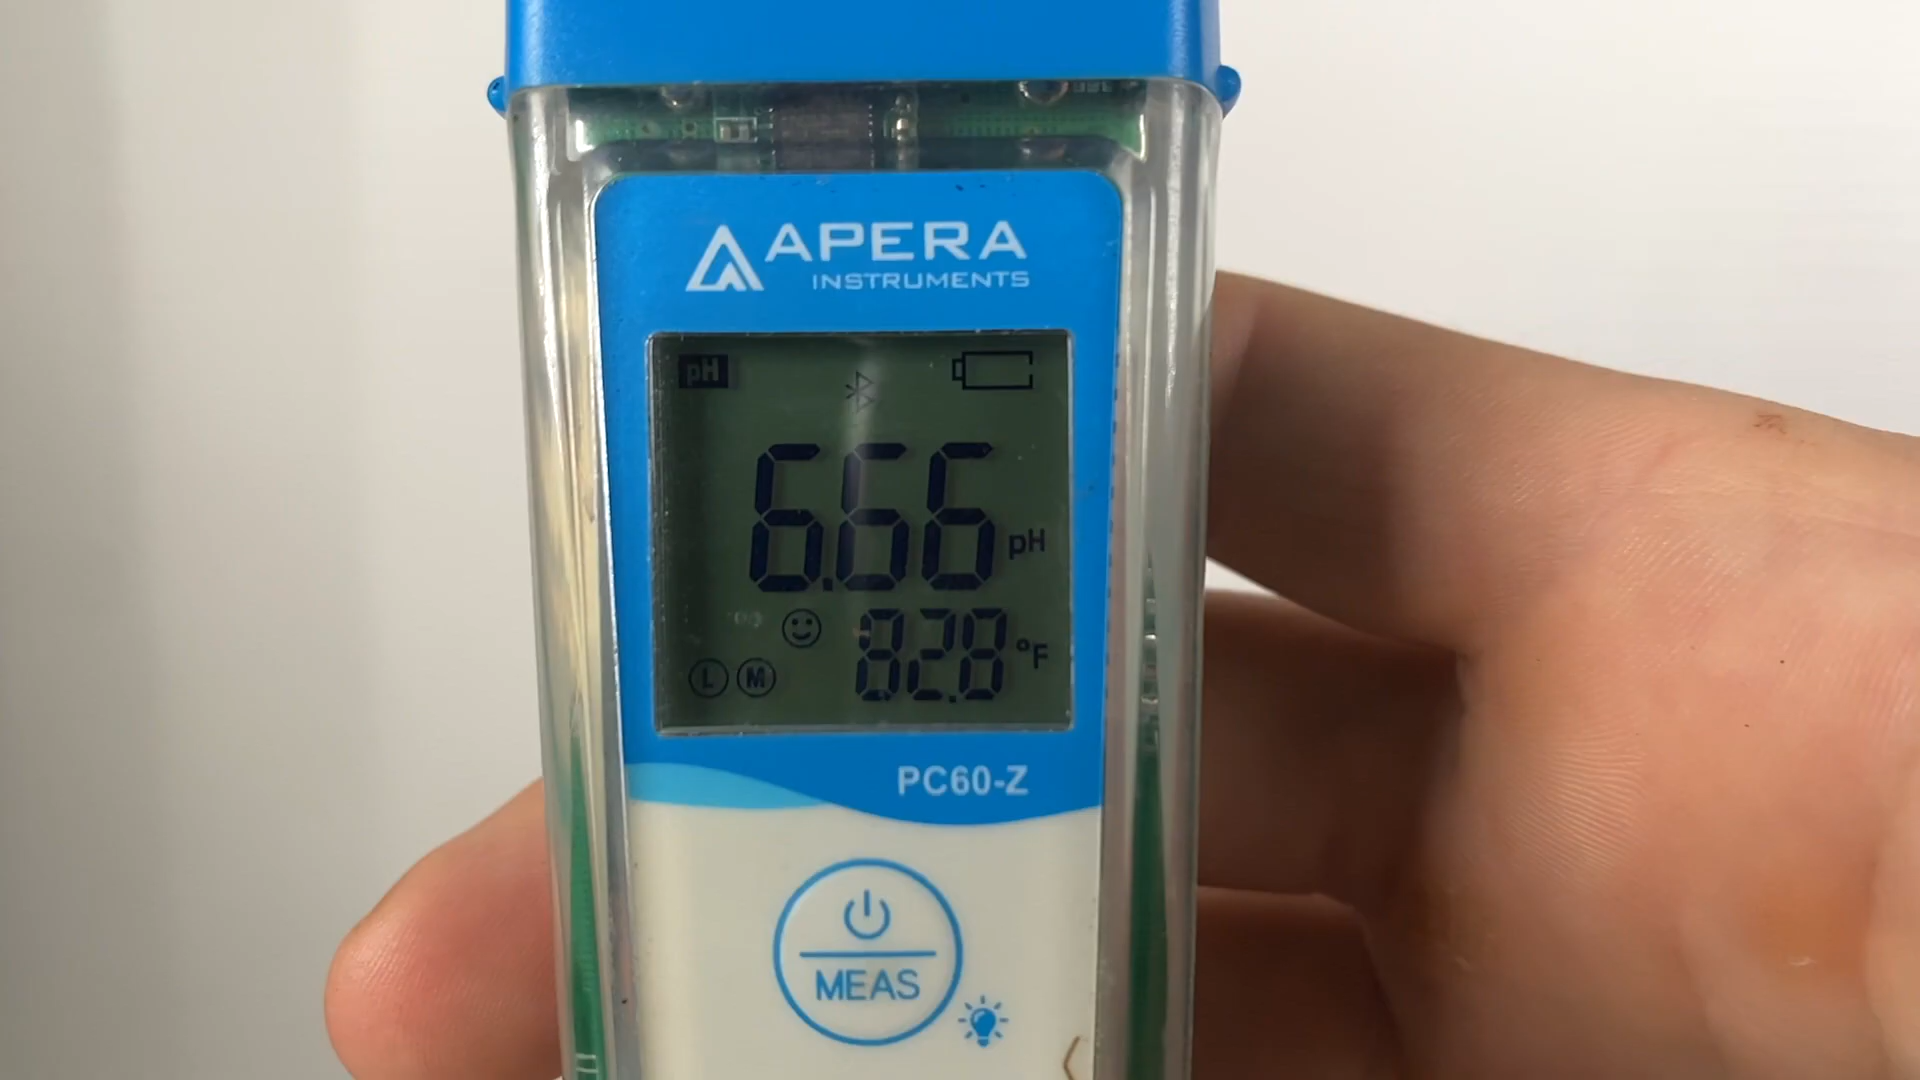 APERA
INSTRUMENTS
pH
6.66 pH
82.8 °F
L M
PC60-Z
MEAS